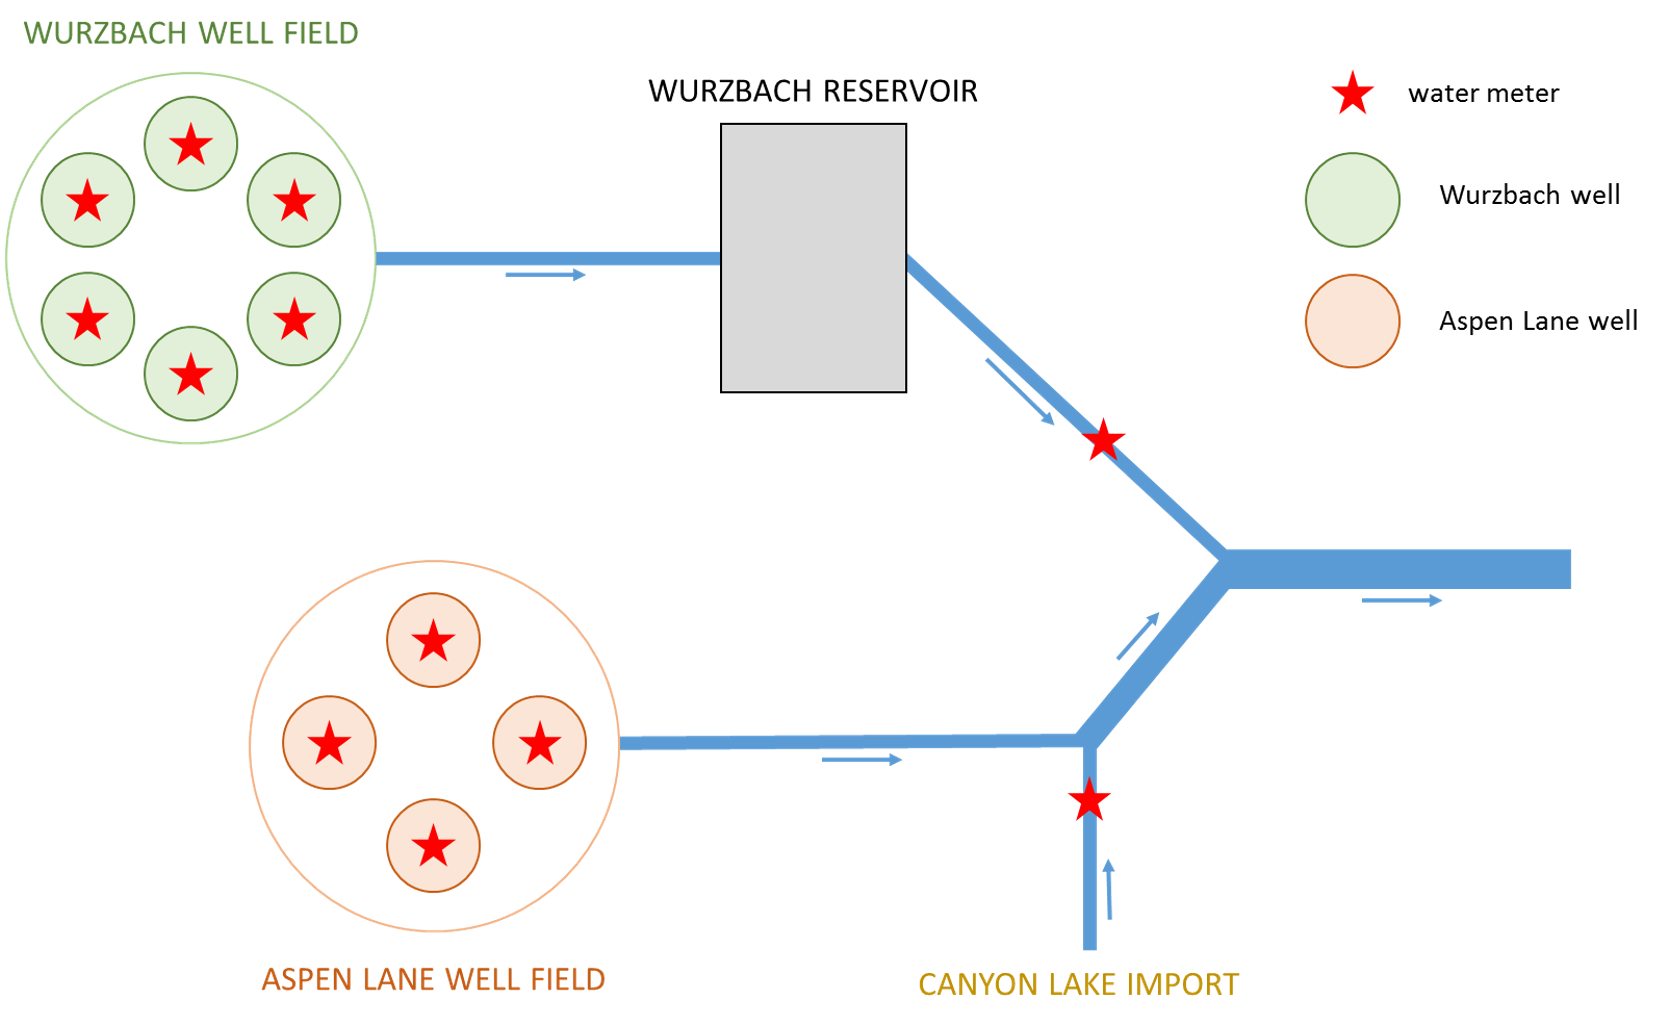 WURZBACH WELL FIELD
WURZBACH RESERVOIR
water meter
Wurzbach well
Aspen Lane well
ASPEN LANE WELL FIELD
CANYON LAKE IMPORT